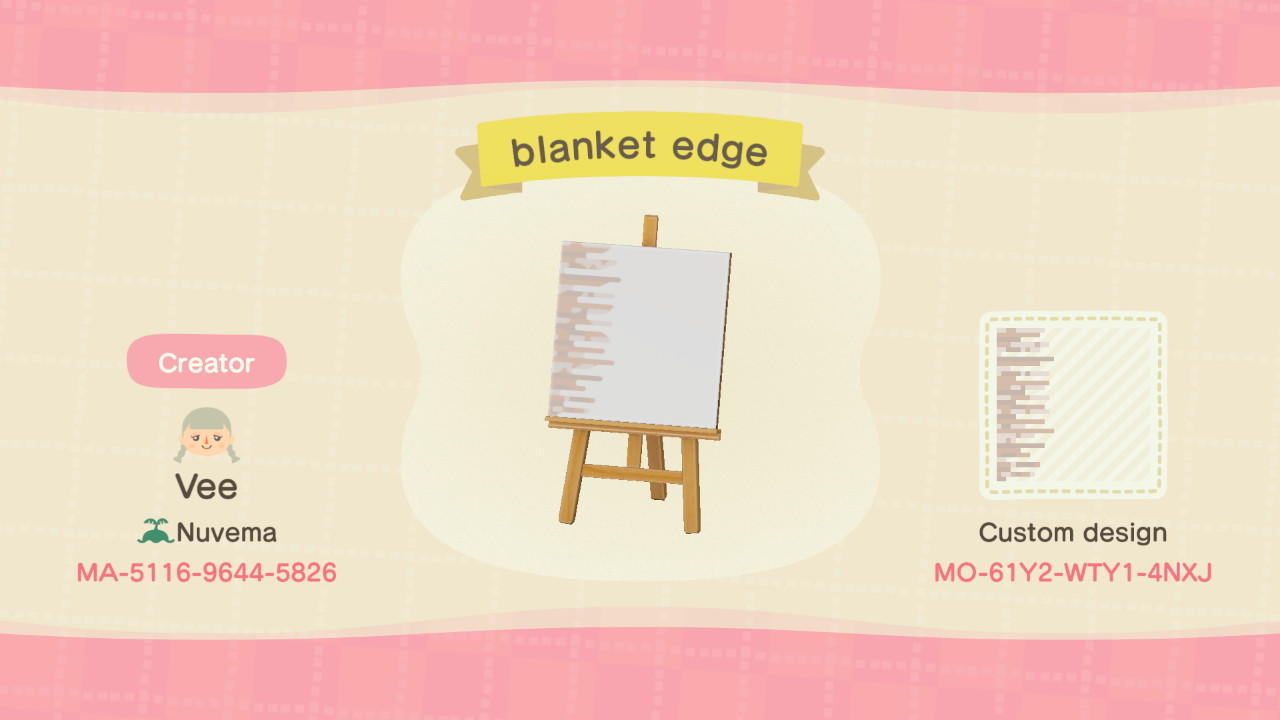 blanket edge
Creator
Vee
Nuvema
MA-5116-9644-5826
Custom design
MO-61Y2-WTY1-4NXJ